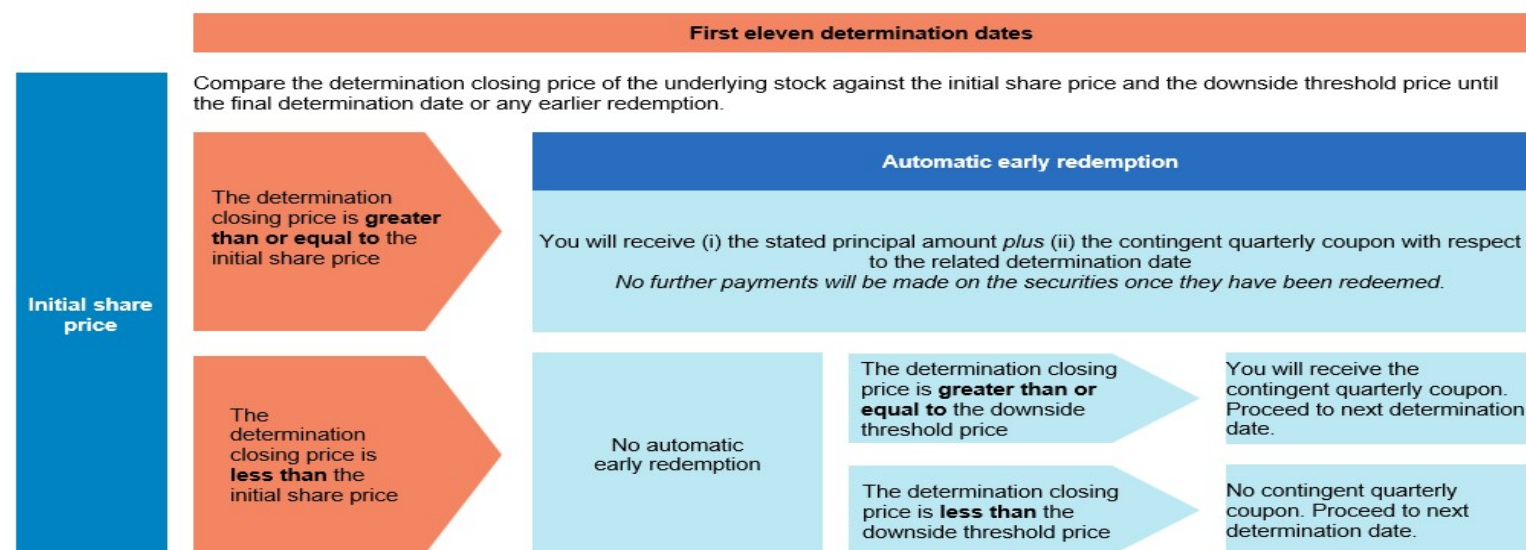 First eleven determination dates
Compare the determination closing price of the underlying stock against the initial share price and the downside threshold price until
the final determination date or any earlier redemption.
Initial share
price
The determination
closing price is greater
than or equal to the
initial share price
Automatic early redemption
You will receive (i) the stated principal amount plus (ii) the contingent quarterly coupon with respect
to the related determination date
No further payments will be made on the securities once they have been redeemed.
The
determination
closing price is
less than the
initial share price
No automatic
early redemption
The determination closing
price is greater than or
equal to the downside
threshold price
You will receive the
contingent quarterly coupon.
Proceed to next determination
date.
The determination closing
price is less than the
downside threshold price
No contingent quarterly
coupon. Proceed to next
determination date.